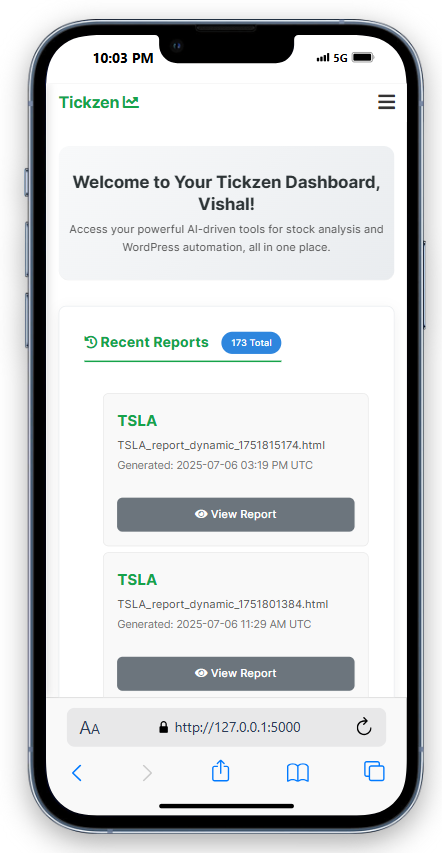 10:03 PM 5G
Tickzen
Welcome to Your Tickzen Dashboard,
Vishal!
Access your powerful AI-driven tools for stock analysis and
WordPress automation, all in one place.
Recent Reports 173 Total
TSLA
TSLA_report_dynamic_1751815174.html
Generated: 2025-07-06 03:19 PM UTC
View Report
TSLA
TSLA_report_dynamic_1751801384.html
Generated: 2025-07-06 11:29 AM UTC
View Report
AA http://127.0.0.1:5000